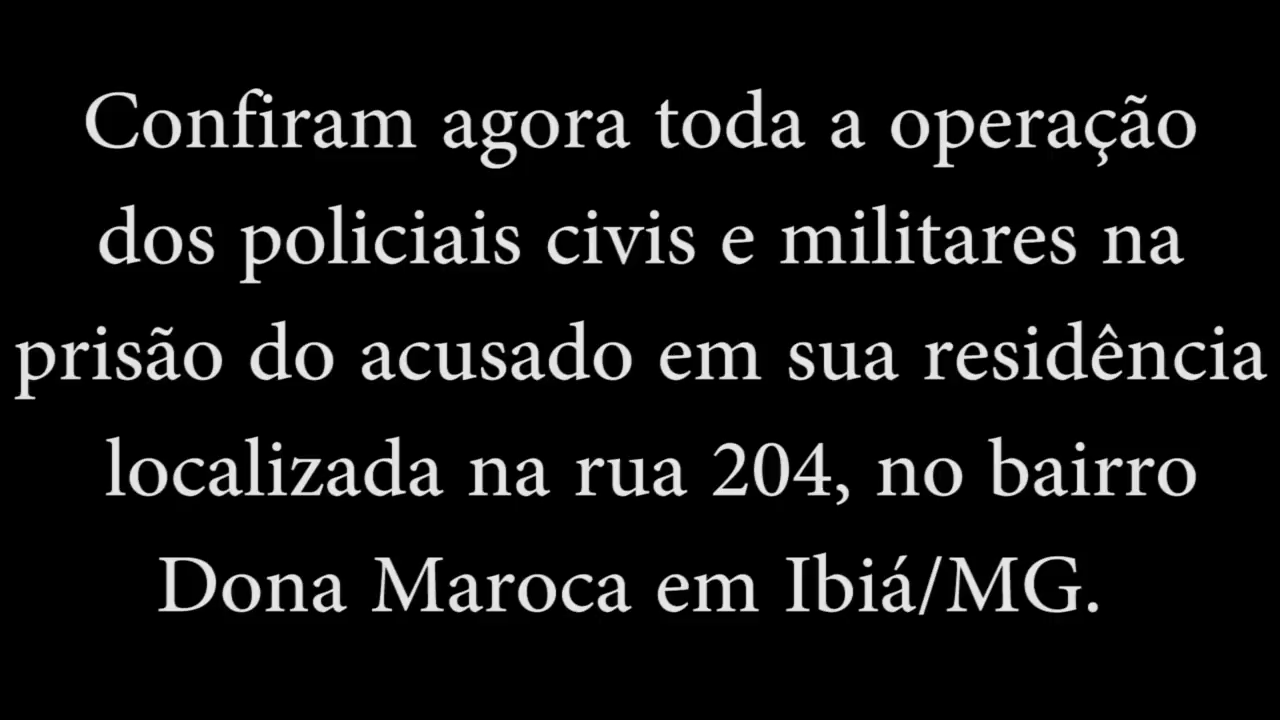 Confiram agora toda a operação
dos policiais civis e militares na
prisão do acusado em sua residência
localizada na rua 204, no bairro
Dona Maroca em Ibiá/MG.